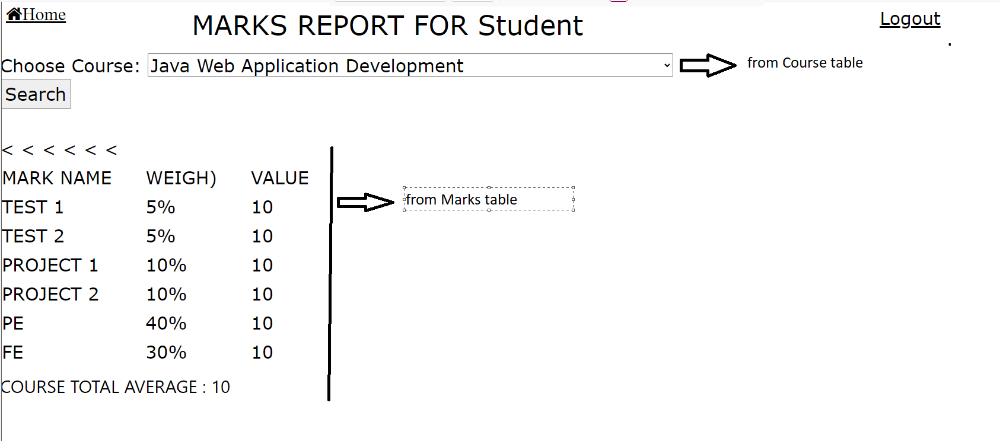 Home
MARKS REPORT FOR Student
Logout
.
Choose Course: Java Web Application Development
from Course table
Search
< < < < < <
MARK NAME WEIGH) VALUE
TEST 1 5% 10
from Marks table
TEST 2 5% 10
PROJECT 1 10% 10
PROJECT 2 10% 10
PE 40% 10
FE 30% 10
COURSE TOTAL AVERAGE : 10